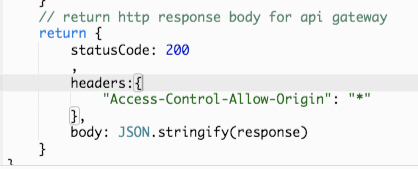 }
// return http response body for api gateway
return {
statusCode: 200
,
headers:{
"Access-Control-Allow-Origin": "*"
},
body: JSON.stringify(response)
}
}